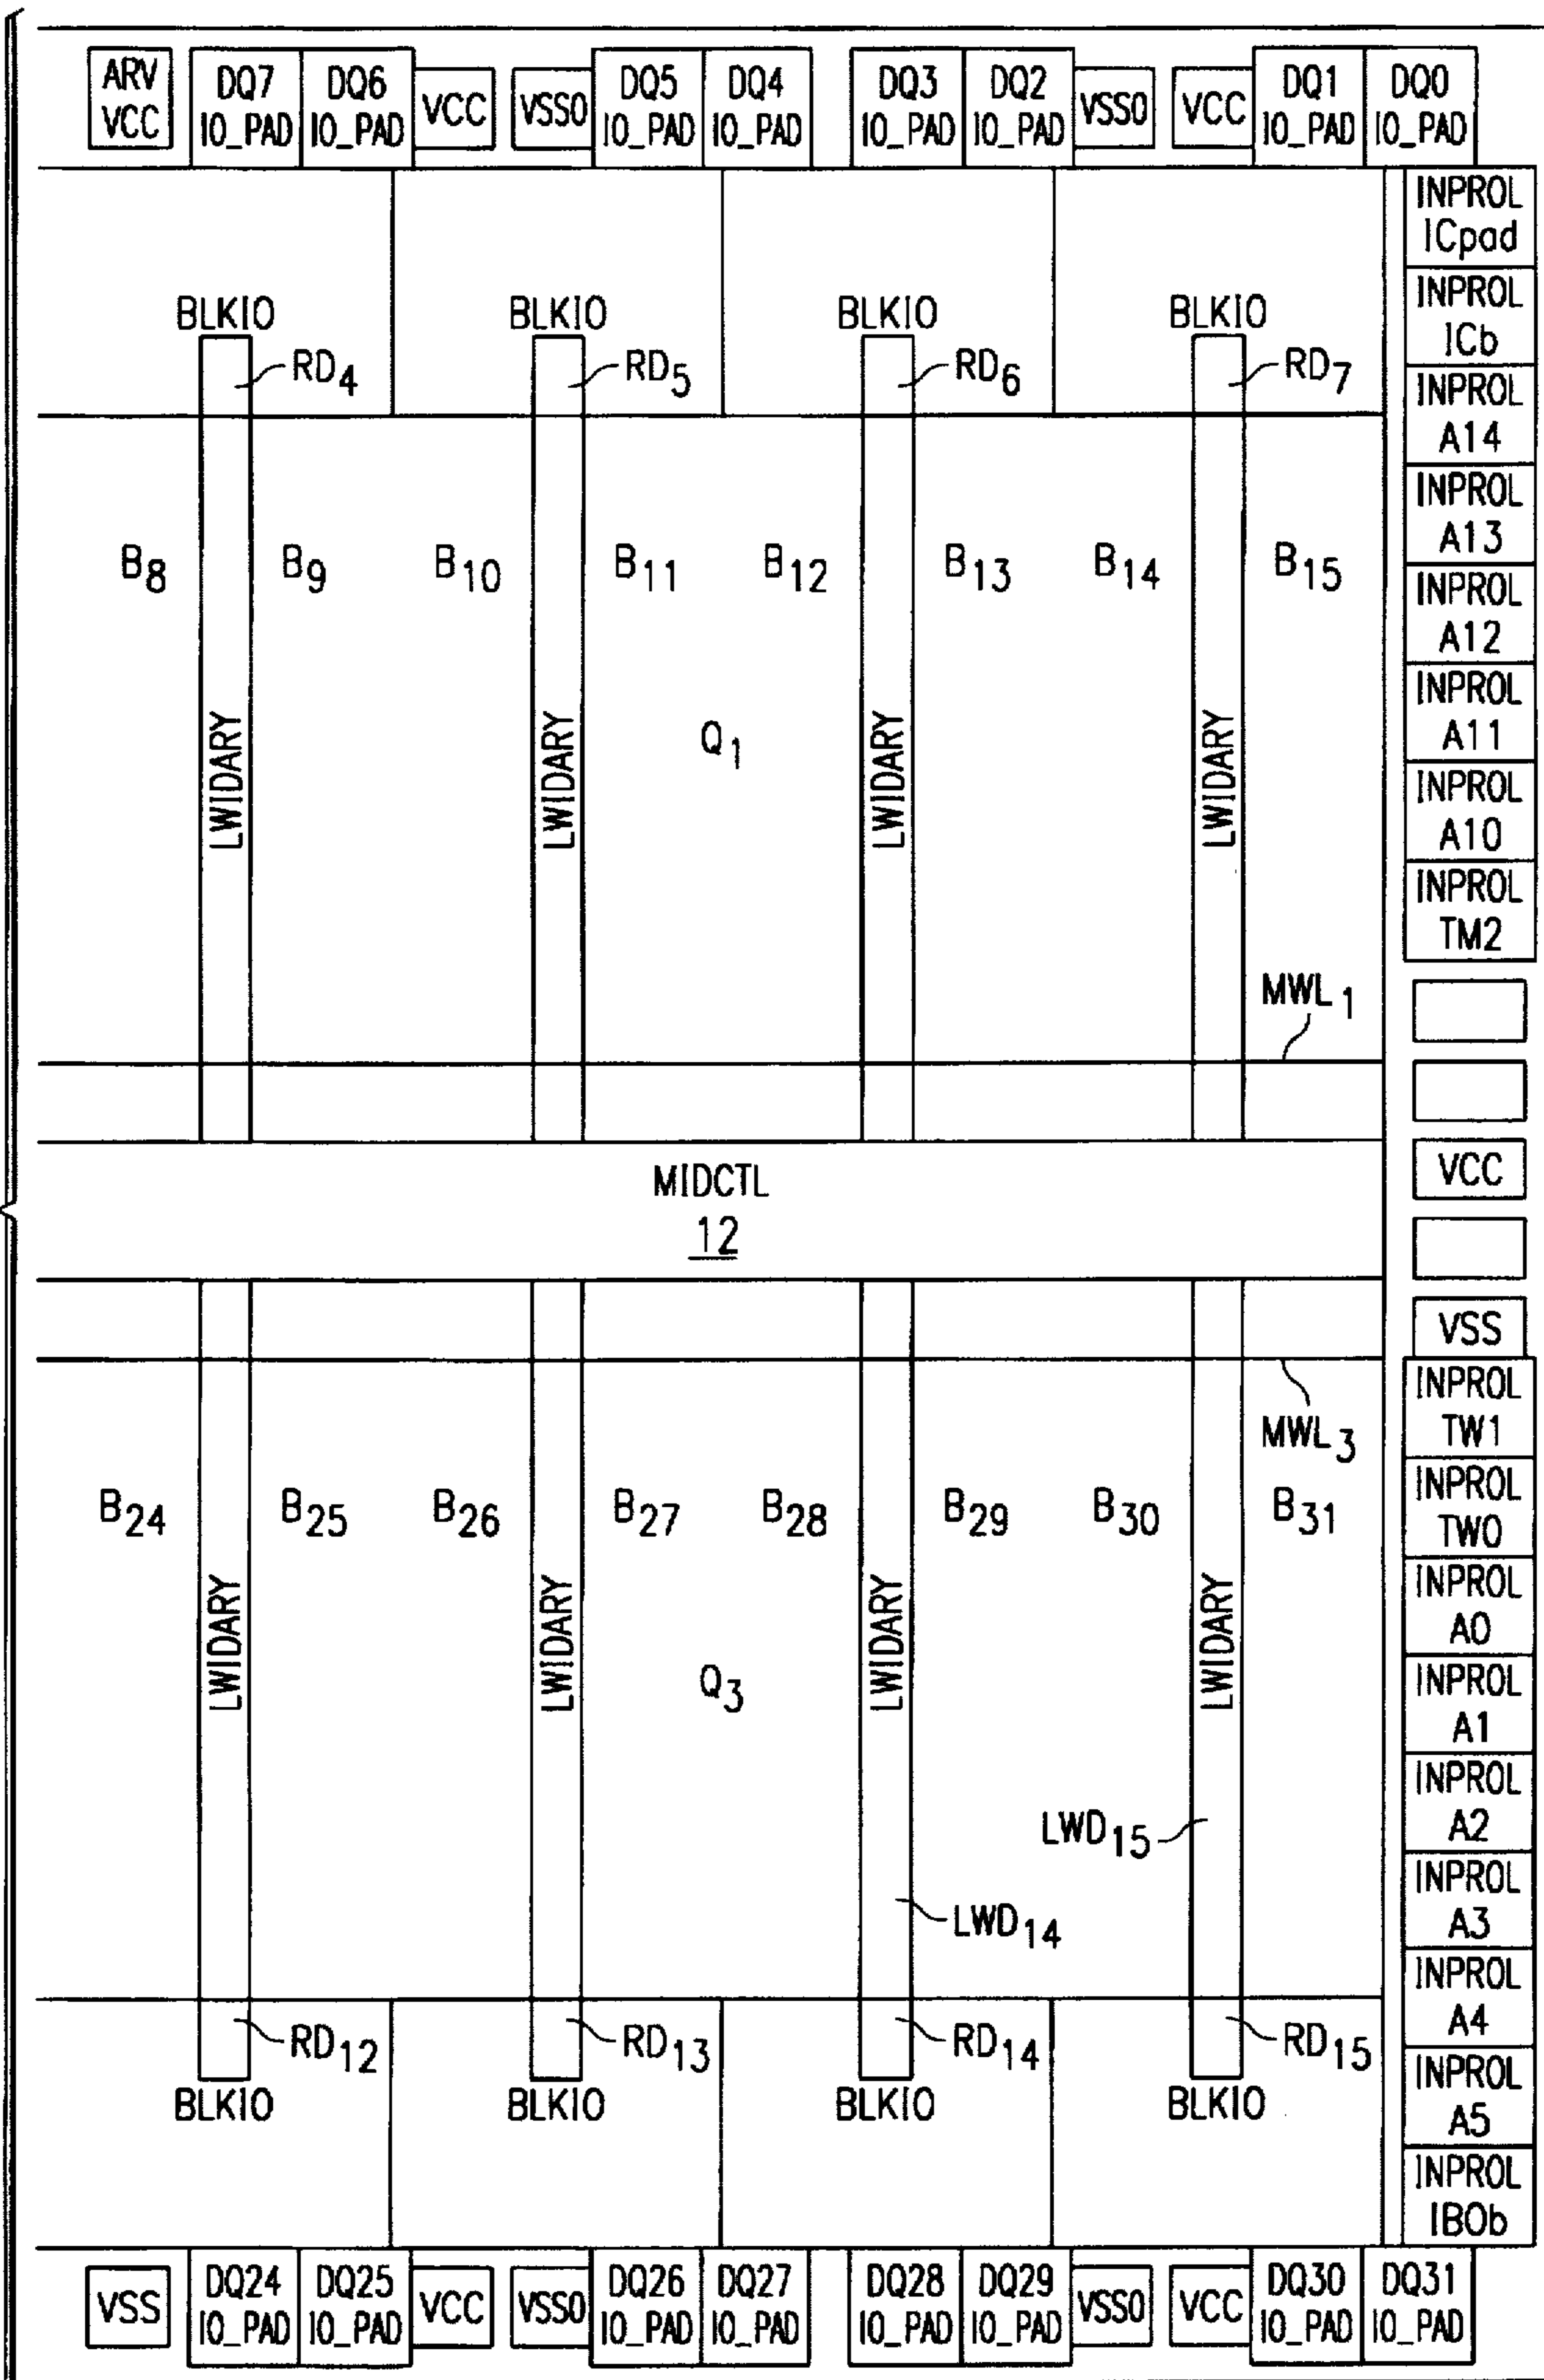 ARV VCC
DQ7 IO_PAD
DQ6 IO_PAD
VCC
VSSO
DQ5 IO_PAD
DQ4 IO_PAD
DQ3 IO_PAD
DQ2 IO_PAD
VSSO
VCC
DQ1 IO_PAD
DQ0 IO_PAD
BLKIO
BLKIO
BLKIO
BLKIO
RD4
RD5
RD6
RD7
B8
B9
B10
B11
B12
B13
B14
B15
LWIDARY
LWIDARY
Q1
LWIDARY
LWIDARY
MWL1
MIDCTL
12
MWL3
B24
B25
B26
B27
B28
B29
B30
B31
LWIDARY
LWIDARY
Q3
LWIDARY
LWIDARY
LWD15
LWD14
RD12
RD13
RD14
RD15
BLKIO
BLKIO
BLKIO
BLKIO
INPROL ICpad
INPROL ICb
INPROL A14
INPROL A13
INPROL A12
INPROL A11
INPROL A10
INPROL TM2
VCC
VSS
INPROL TW1
INPROL TWO
INPROL A0
INPROL A1
INPROL A2
INPROL A3
INPROL A4
INPROL A5
INPROL IBOb
VSS
DQ24 IO_PAD
DQ25 IO_PAD
VCC
VSSO
DQ26 IO_PAD
DQ27 IO_PAD
DQ28 IO_PAD
DQ29 IO_PAD
VSSO
VCC
DQ30 IO_PAD
DQ31 IO_PAD